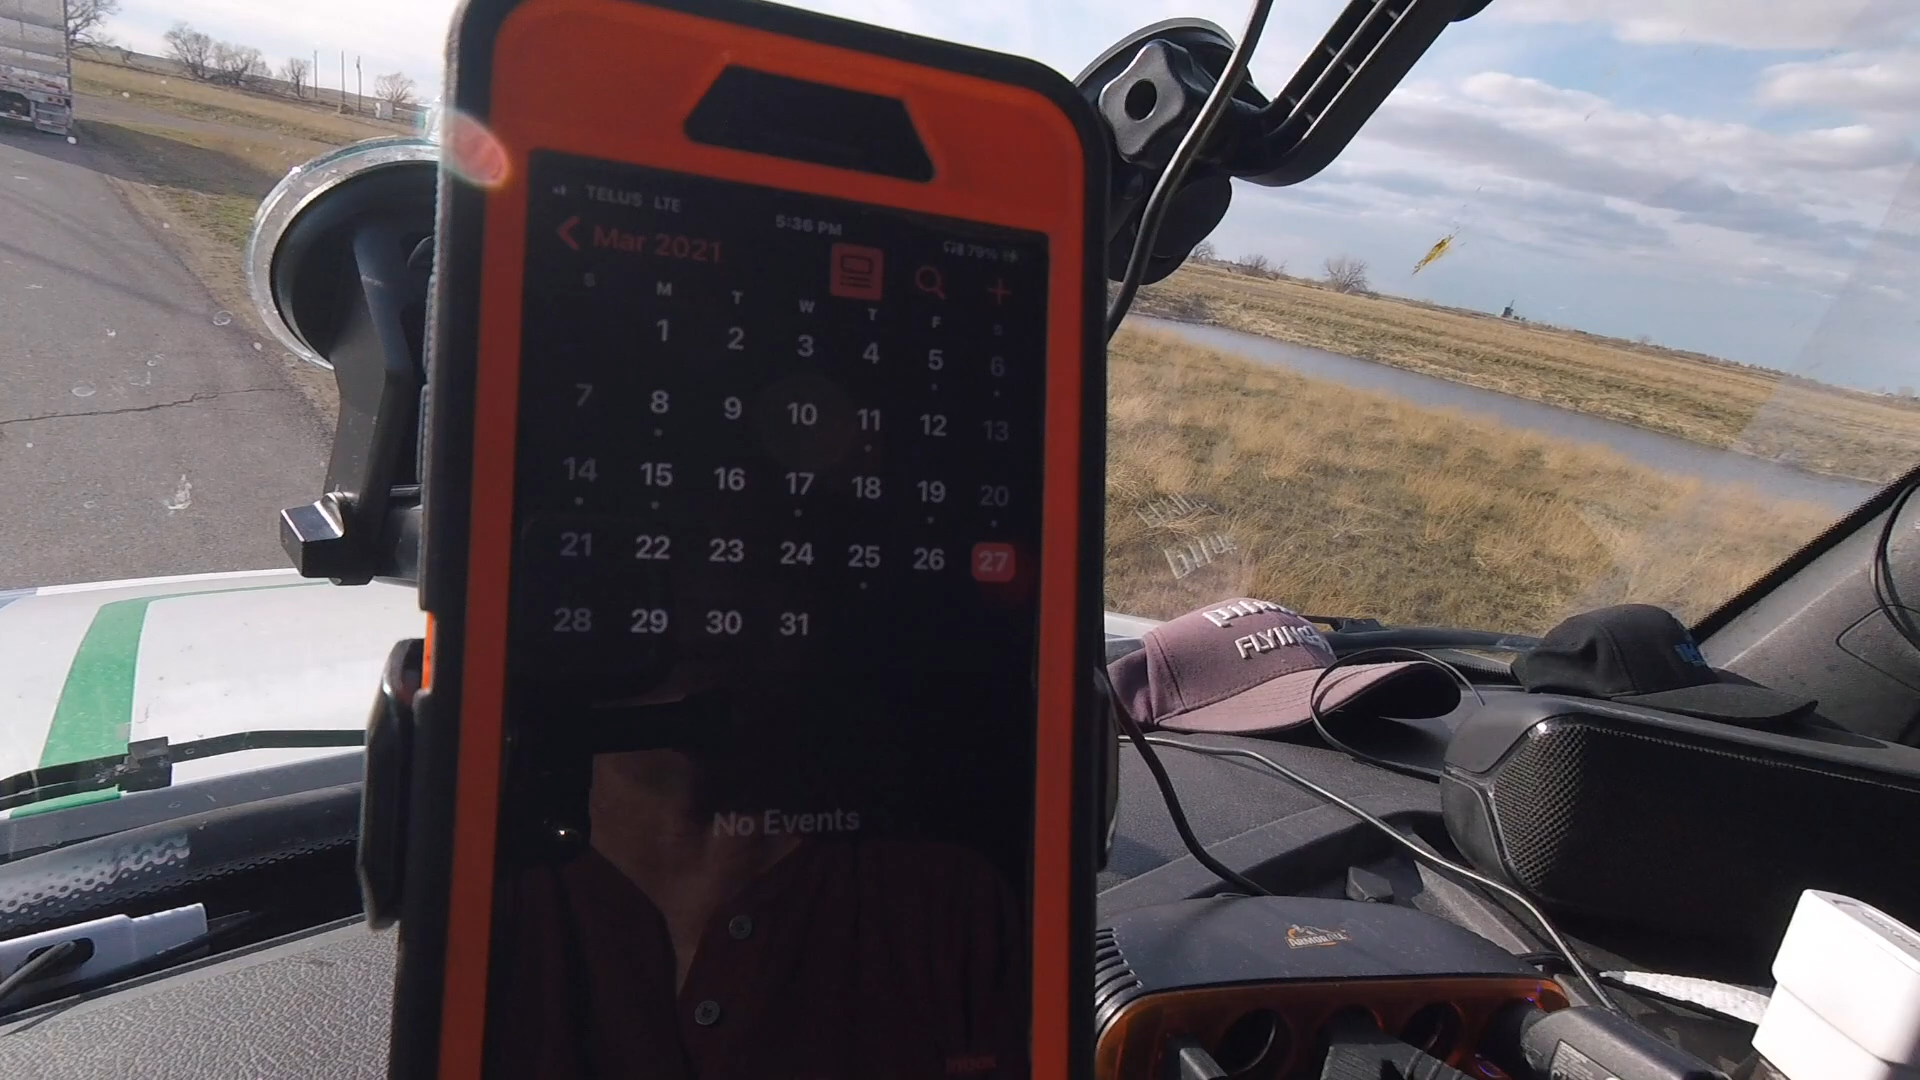 TELUS LTE
5:36 PM
79%
Mar 2021
S M T W T F S
1 2 3 4 5 6
7 8 9 10 11 12 13
14 15 16 17 18 19 20
21 22 23 24 25 26 27
28 29 30 31
No Events
FLYING
ARMOR ALL